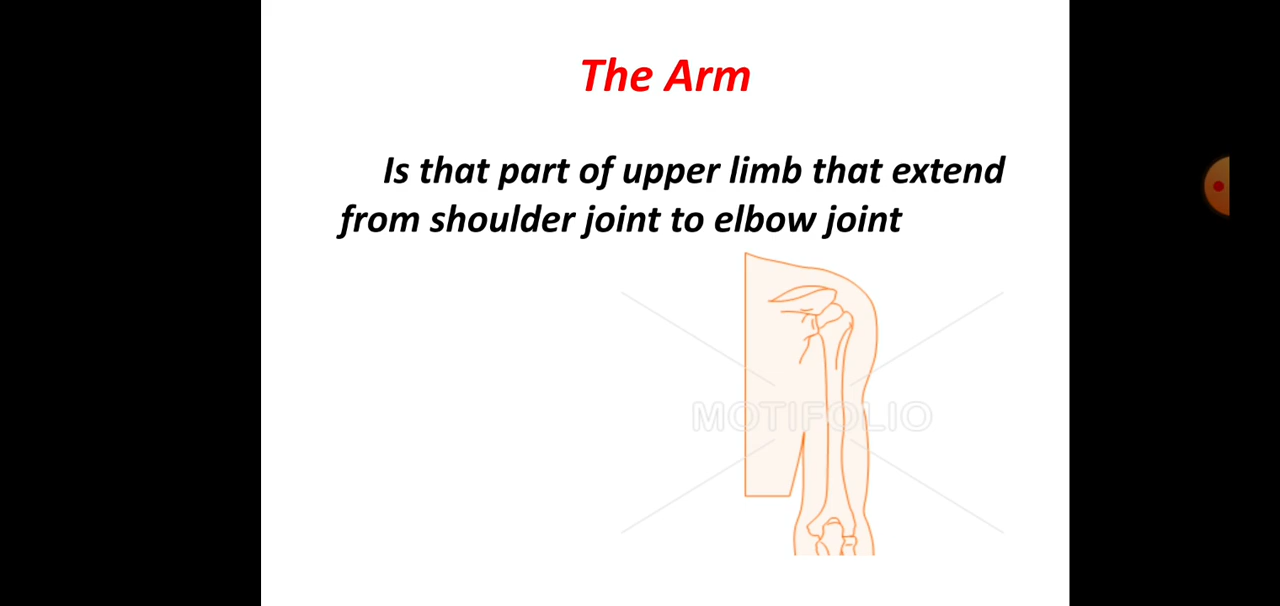 The Arm
Is that part of upper limb that extend
from shoulder joint to elbow joint
MOTIFOLIO